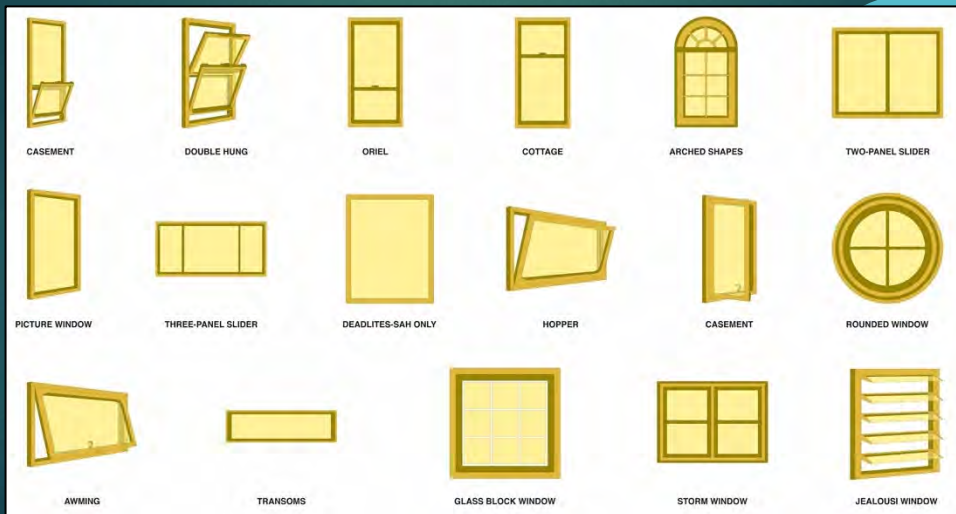 CASEMENT
DOUBLE HUNG
ORIEL
COTTAGE
ARCHED SHAPES
TWO-PANEL SLIDER
PICTURE WINDOW
THREE-PANEL SLIDER
DEADLITES-SAH ONLY
HOPPER
CASEMENT
ROUNDED WINDOW
AWMING
TRANSOMS
GLASS BLOCK WINDOW
STORM WINDOW
JEALOUSI WINDOW